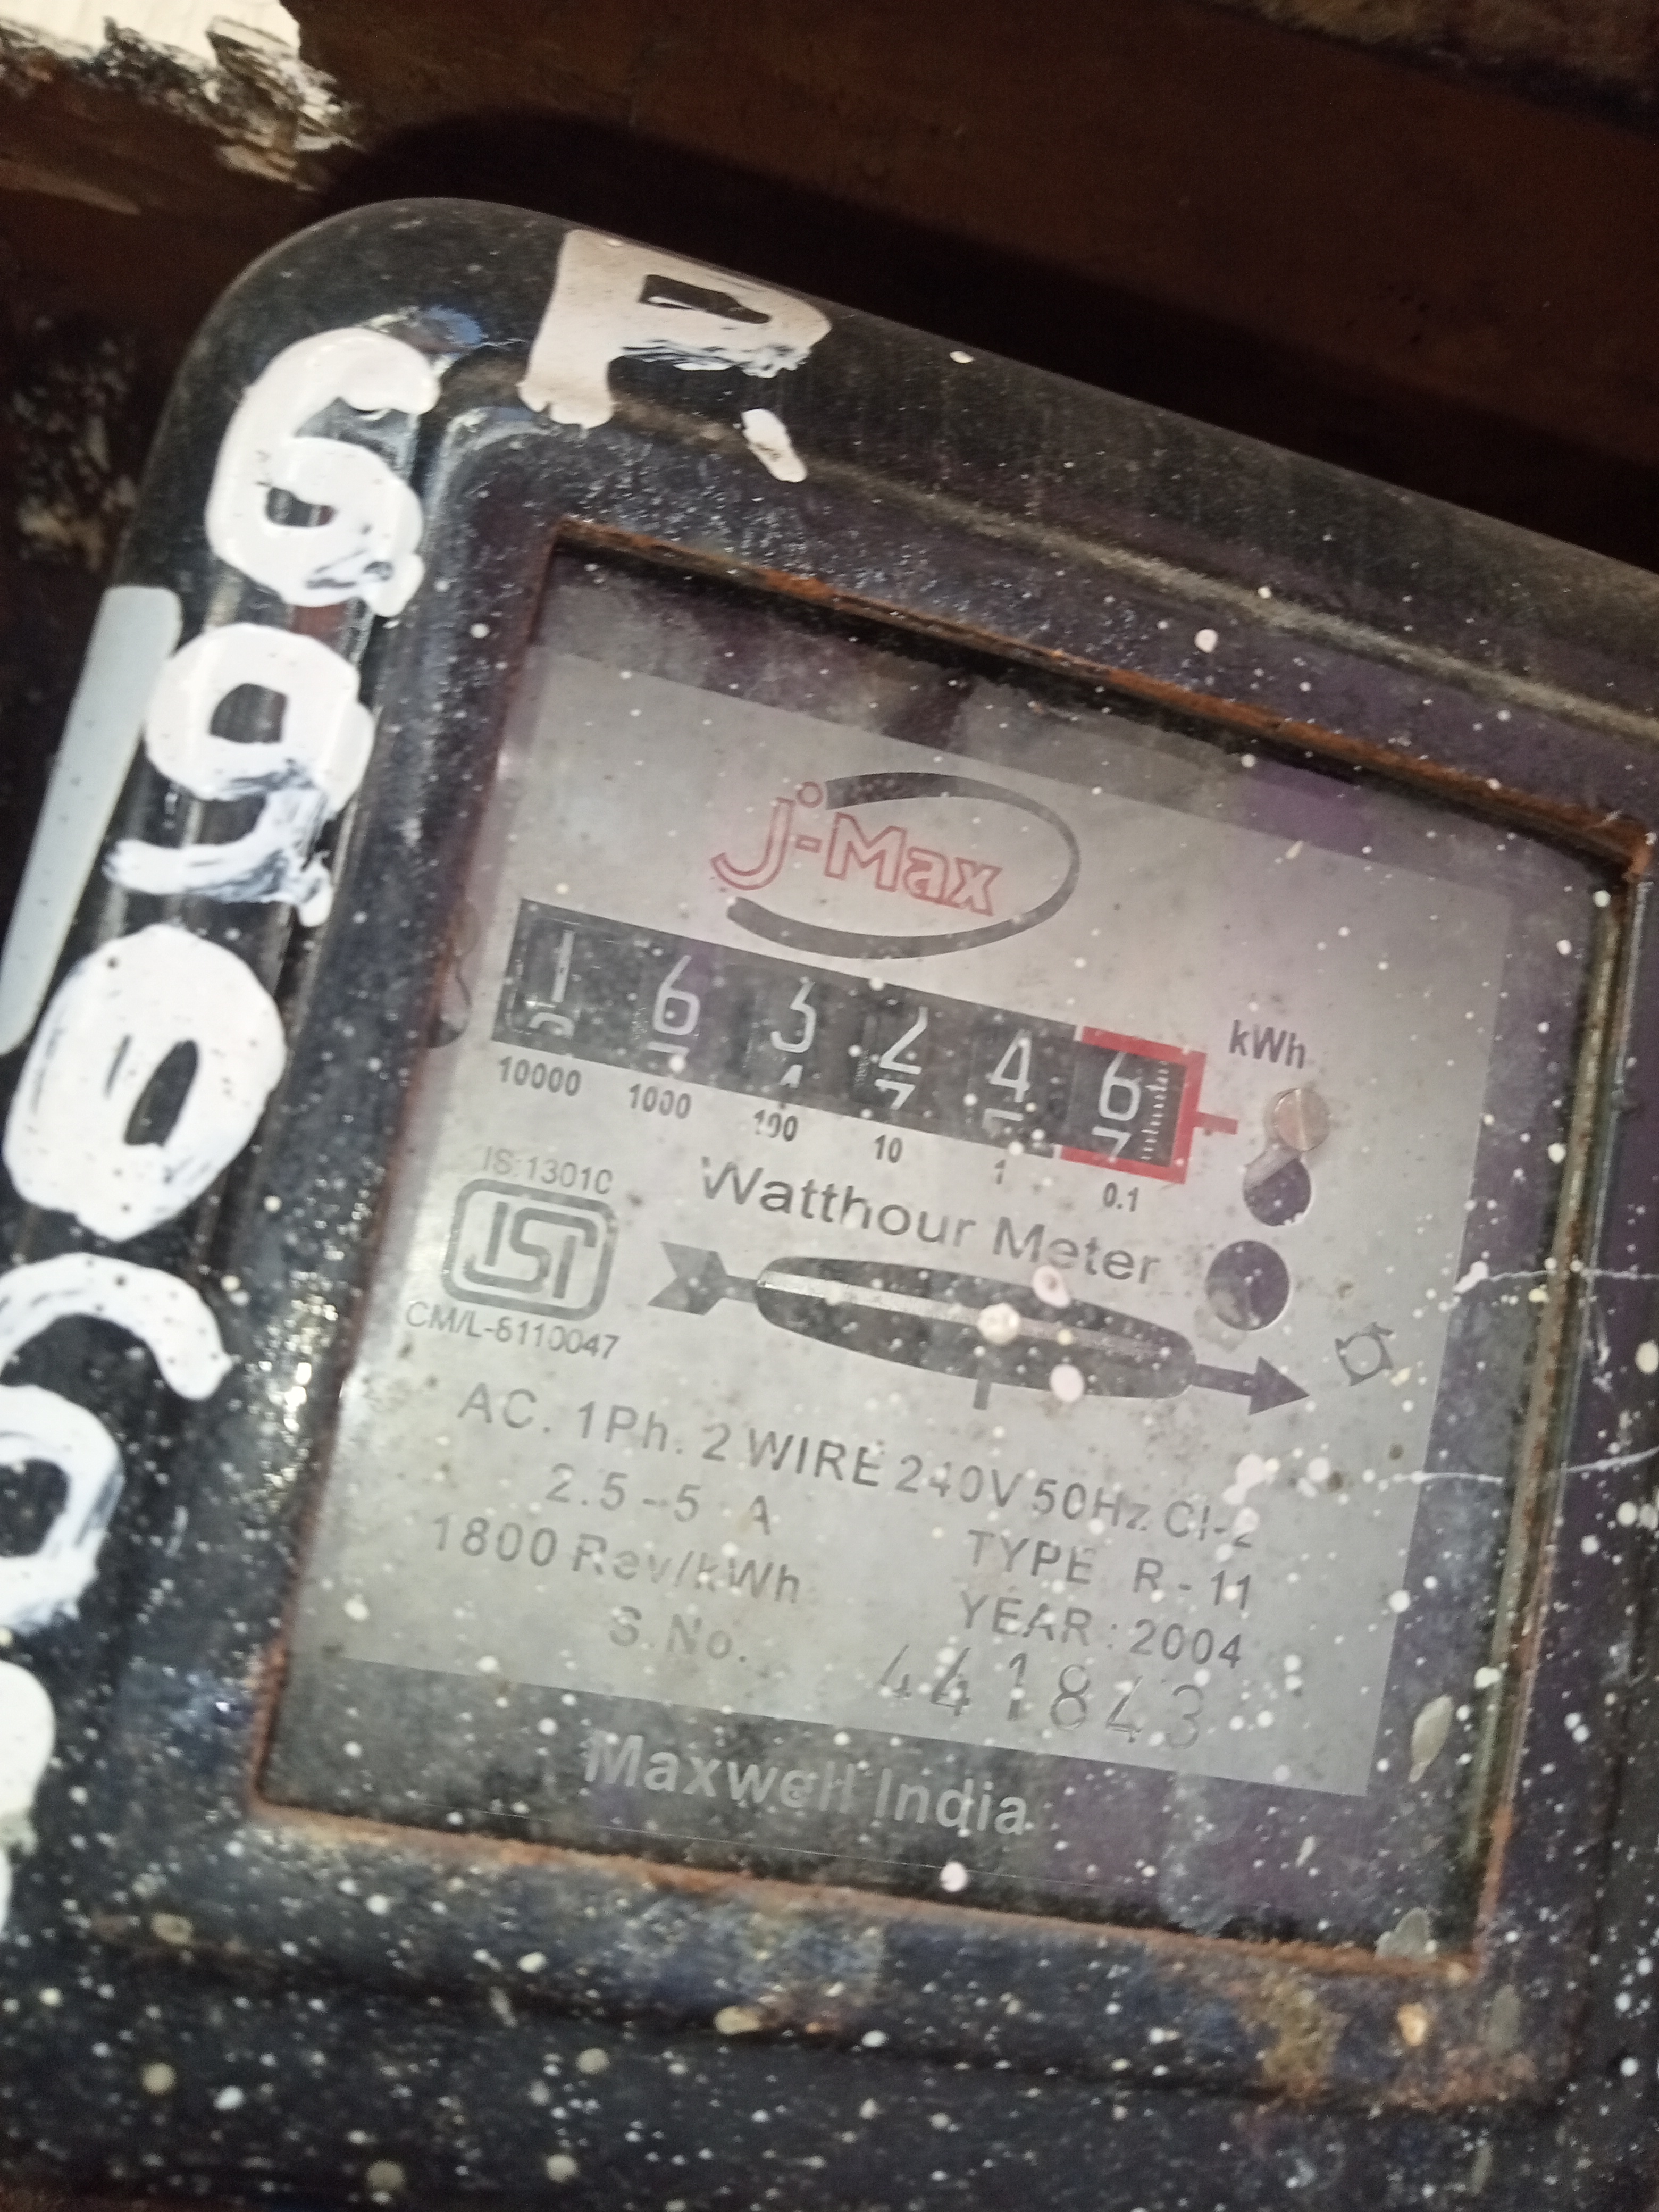 P.
J-Max
1 6 3 2 4 6
kWh
10000 1000 100 10 1 0.1
IS:13010
Watthour Meter
ISI
CM/L-6110047
AC. 1Ph. 2 WIRE 240V 50Hz Cl-2
2.5-5 A
TYPE R-11
1800 Rev/kWh
YEAR : 2004
S.No.
441843
Maxwell India